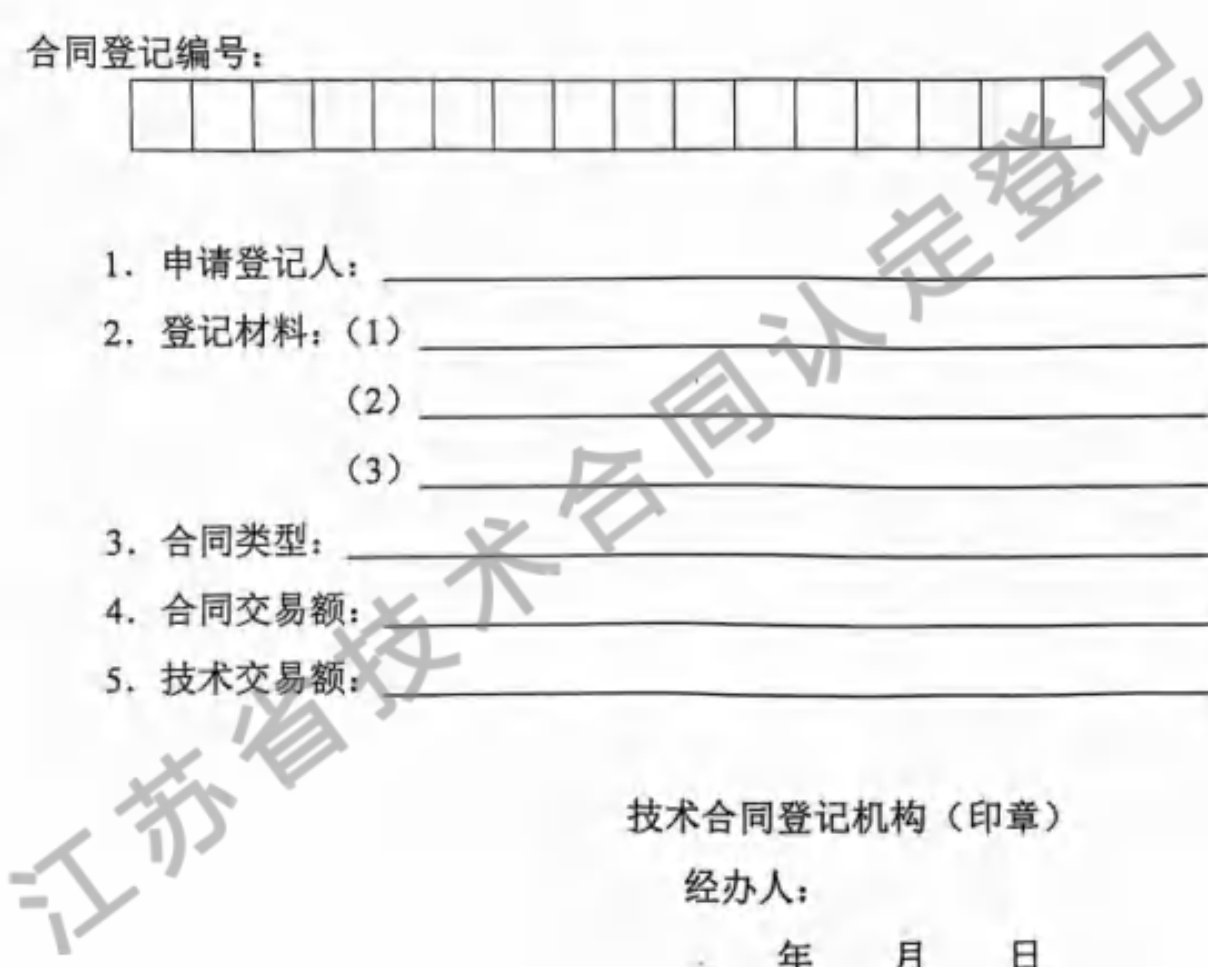 合同登记编号：
1．申请登记人：
2．登记材料：（1）
（2）
（3）
3．合同类型：
4．合同交易额：
5．技术交易额：
技术合同登记机构（印章）
经办人：
年 月 日
江苏省技术合同认定登记